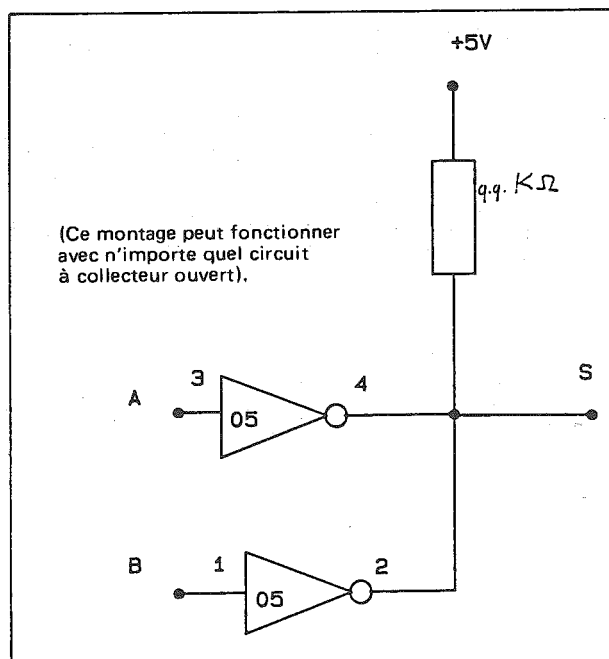 +5V
q.q. KΩ
(Ce montage peut fonctionner
avec n'importe quel circuit
à collecteur ouvert).
S
A 3 05 4
B 1 05 2